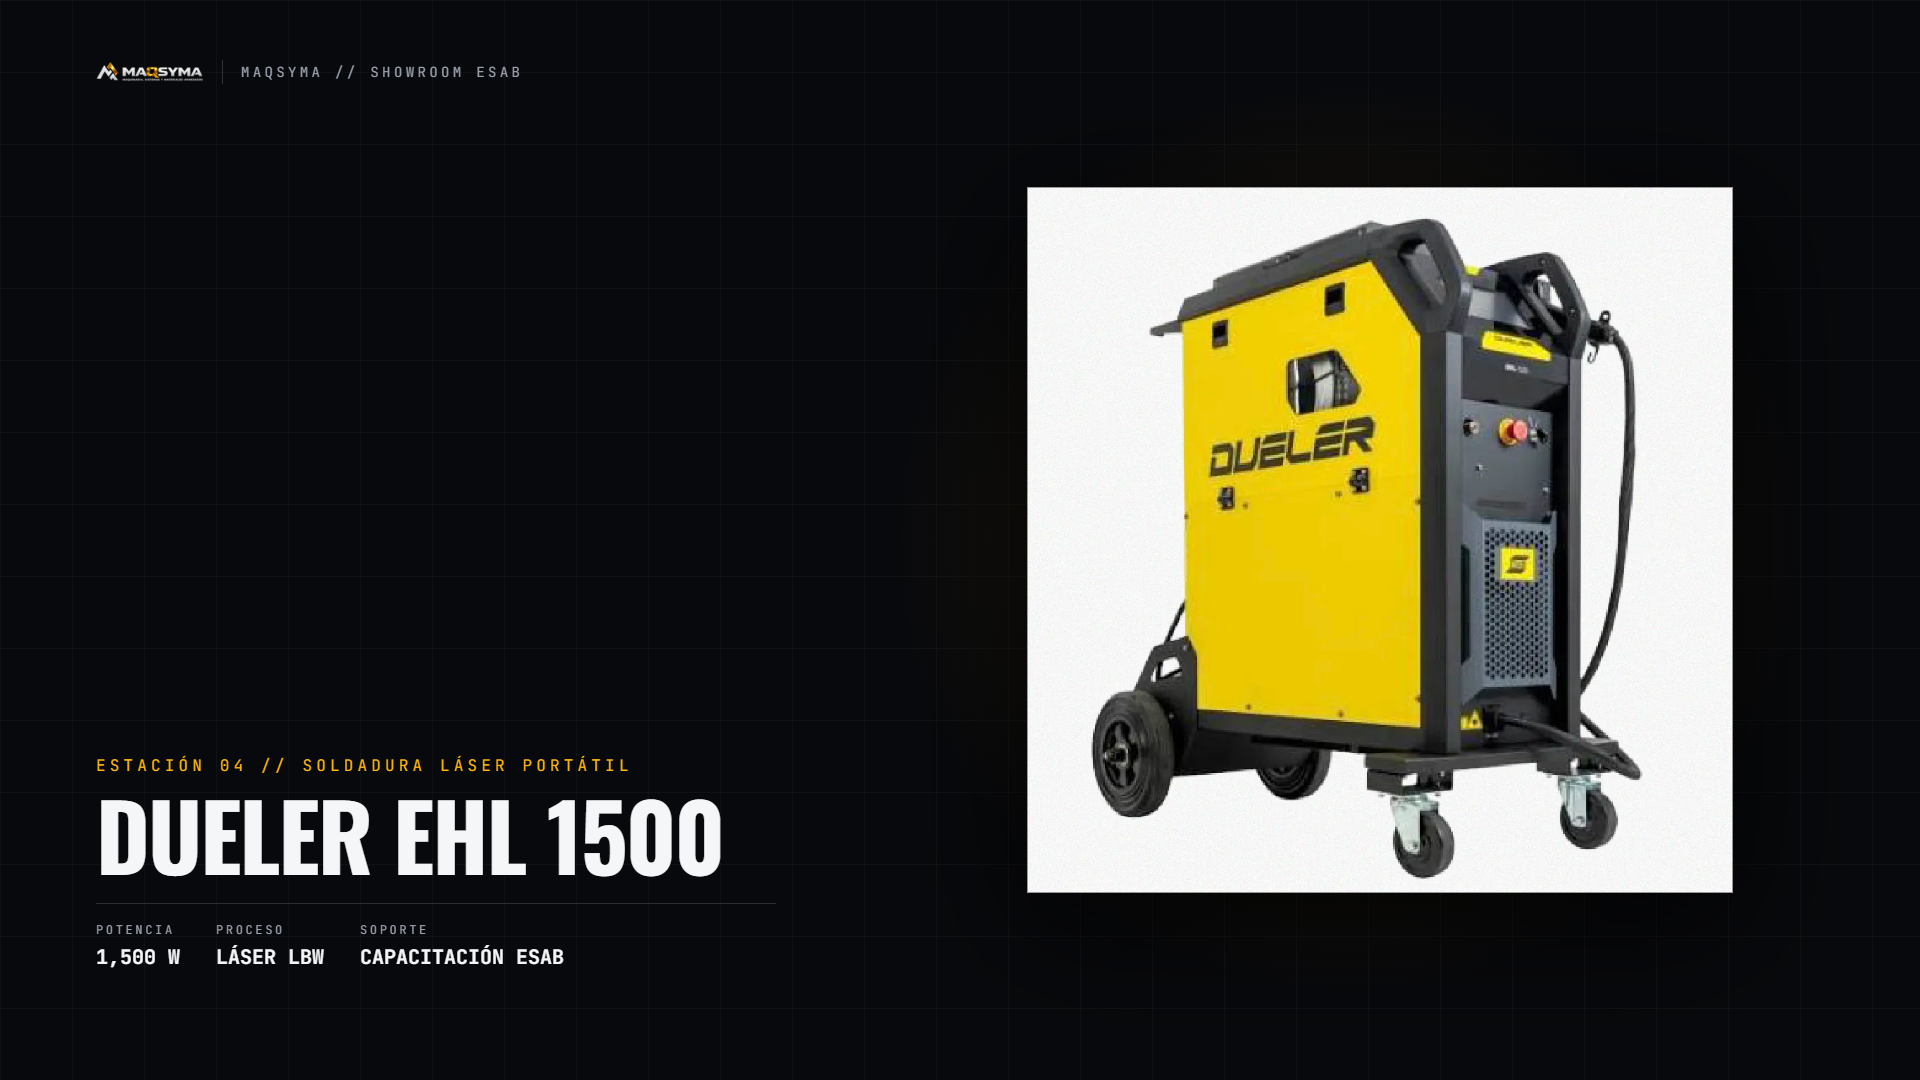 MAQSYMA
MAQSYMA // SHOWROOM ESAB
DUELER
ESTACIÓN 04 // SOLDADURA LÁSER PORTÁTIL
DUELER EHL 1500
POTENCIA PROCESO SOPORTE
1,500 W LÁSER LBW CAPACITACIÓN ESAB